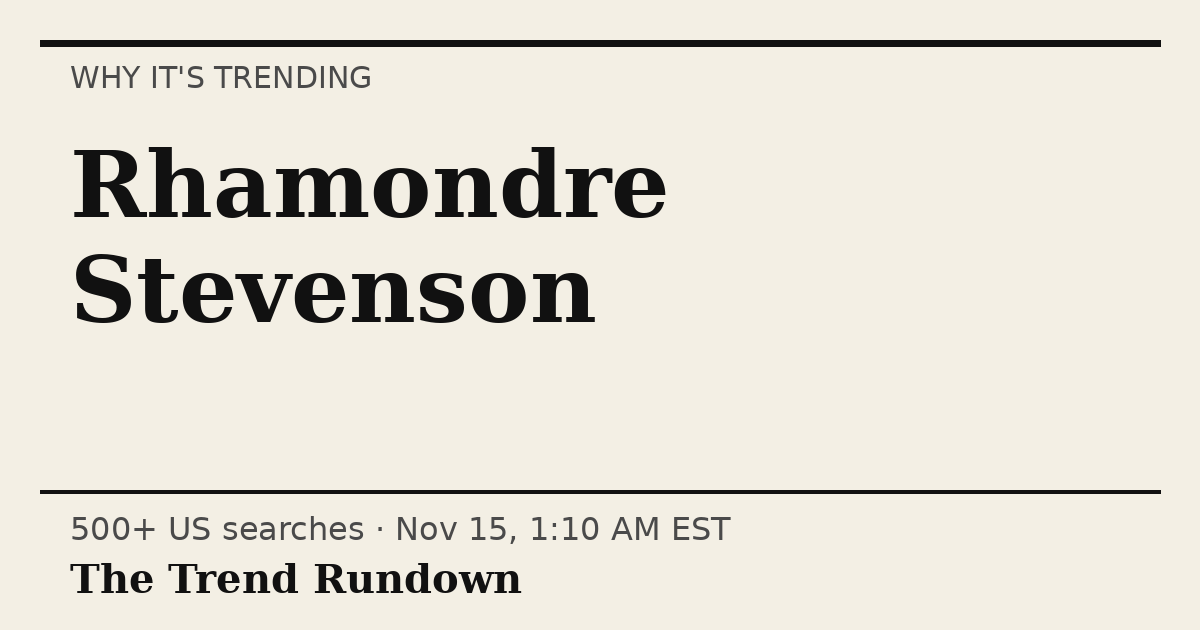 WHY IT'S TRENDING
Rhamondre
Stevenson
500+ US searches · Nov 15, 1:10 AM EST
The Trend Rundown